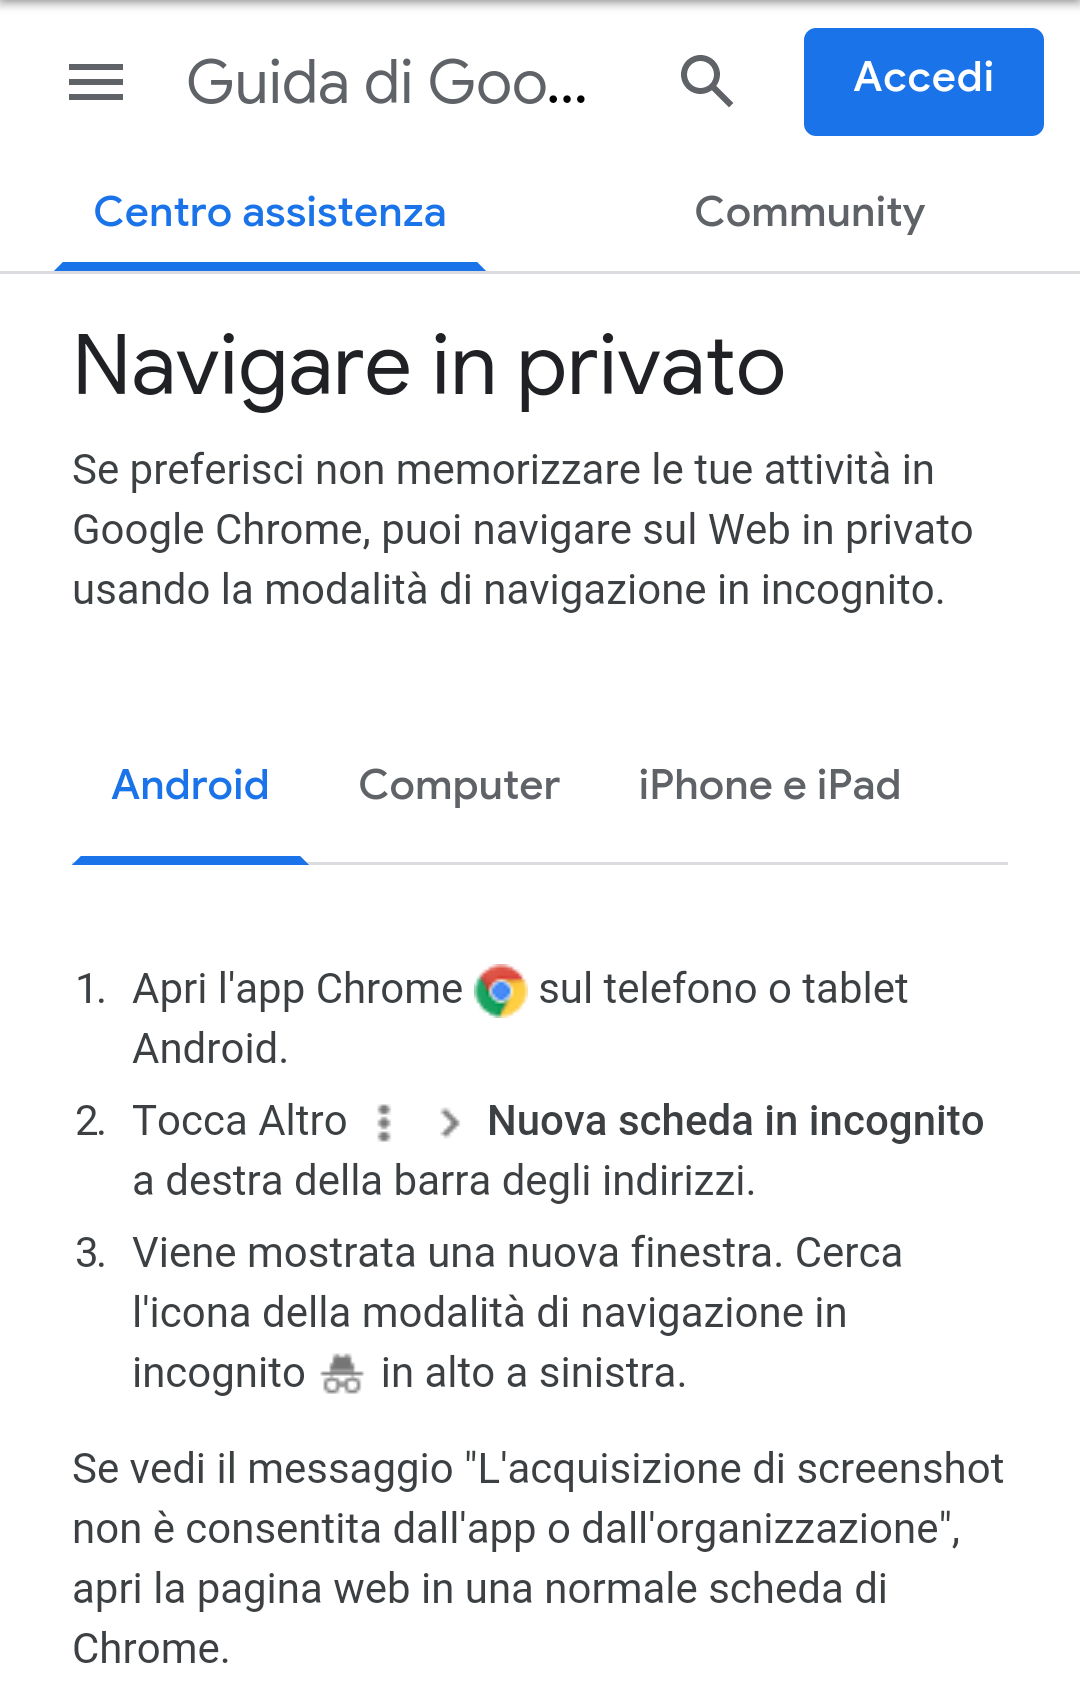 Guida di Goo...
Accedi
Centro assistenza
Community
Navigare in privato
Se preferisci non memorizzare le tue attività in
Google Chrome, puoi navigare sul Web in privato
usando la modalità di navigazione in incognito.
Android
Computer
iPhone e iPad
1. Apri l'app Chrome sul telefono o tablet
Android.
2. Tocca Altro > Nuova scheda in incognito
a destra della barra degli indirizzi.
3. Viene mostrata una nuova finestra. Cerca
l'icona della modalità di navigazione in
incognito in alto a sinistra.
Se vedi il messaggio "L'acquisizione di screenshot
non è consentita dall'app o dall'organizzazione",
apri la pagina web in una normale scheda di
Chrome.